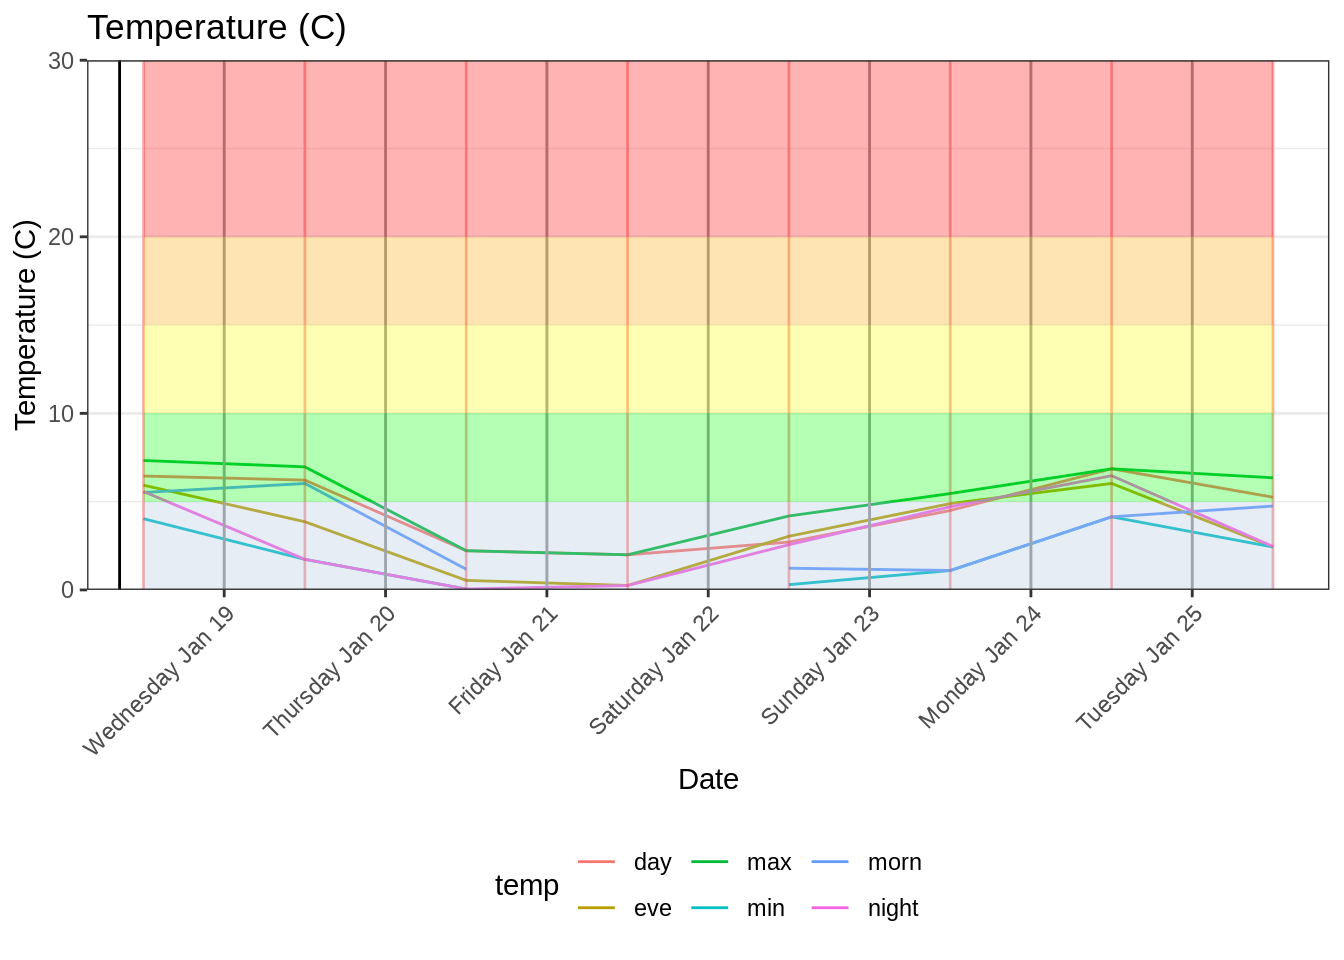 Temperature (C)
Temperature (C)
30
20
10
0
Wednesday Jan 19
Thursday Jan 20
Friday Jan 21
Saturday Jan 22
Sunday Jan 23
Monday Jan 24
Tuesday Jan 25
Date
temp
day max morn
eve min night